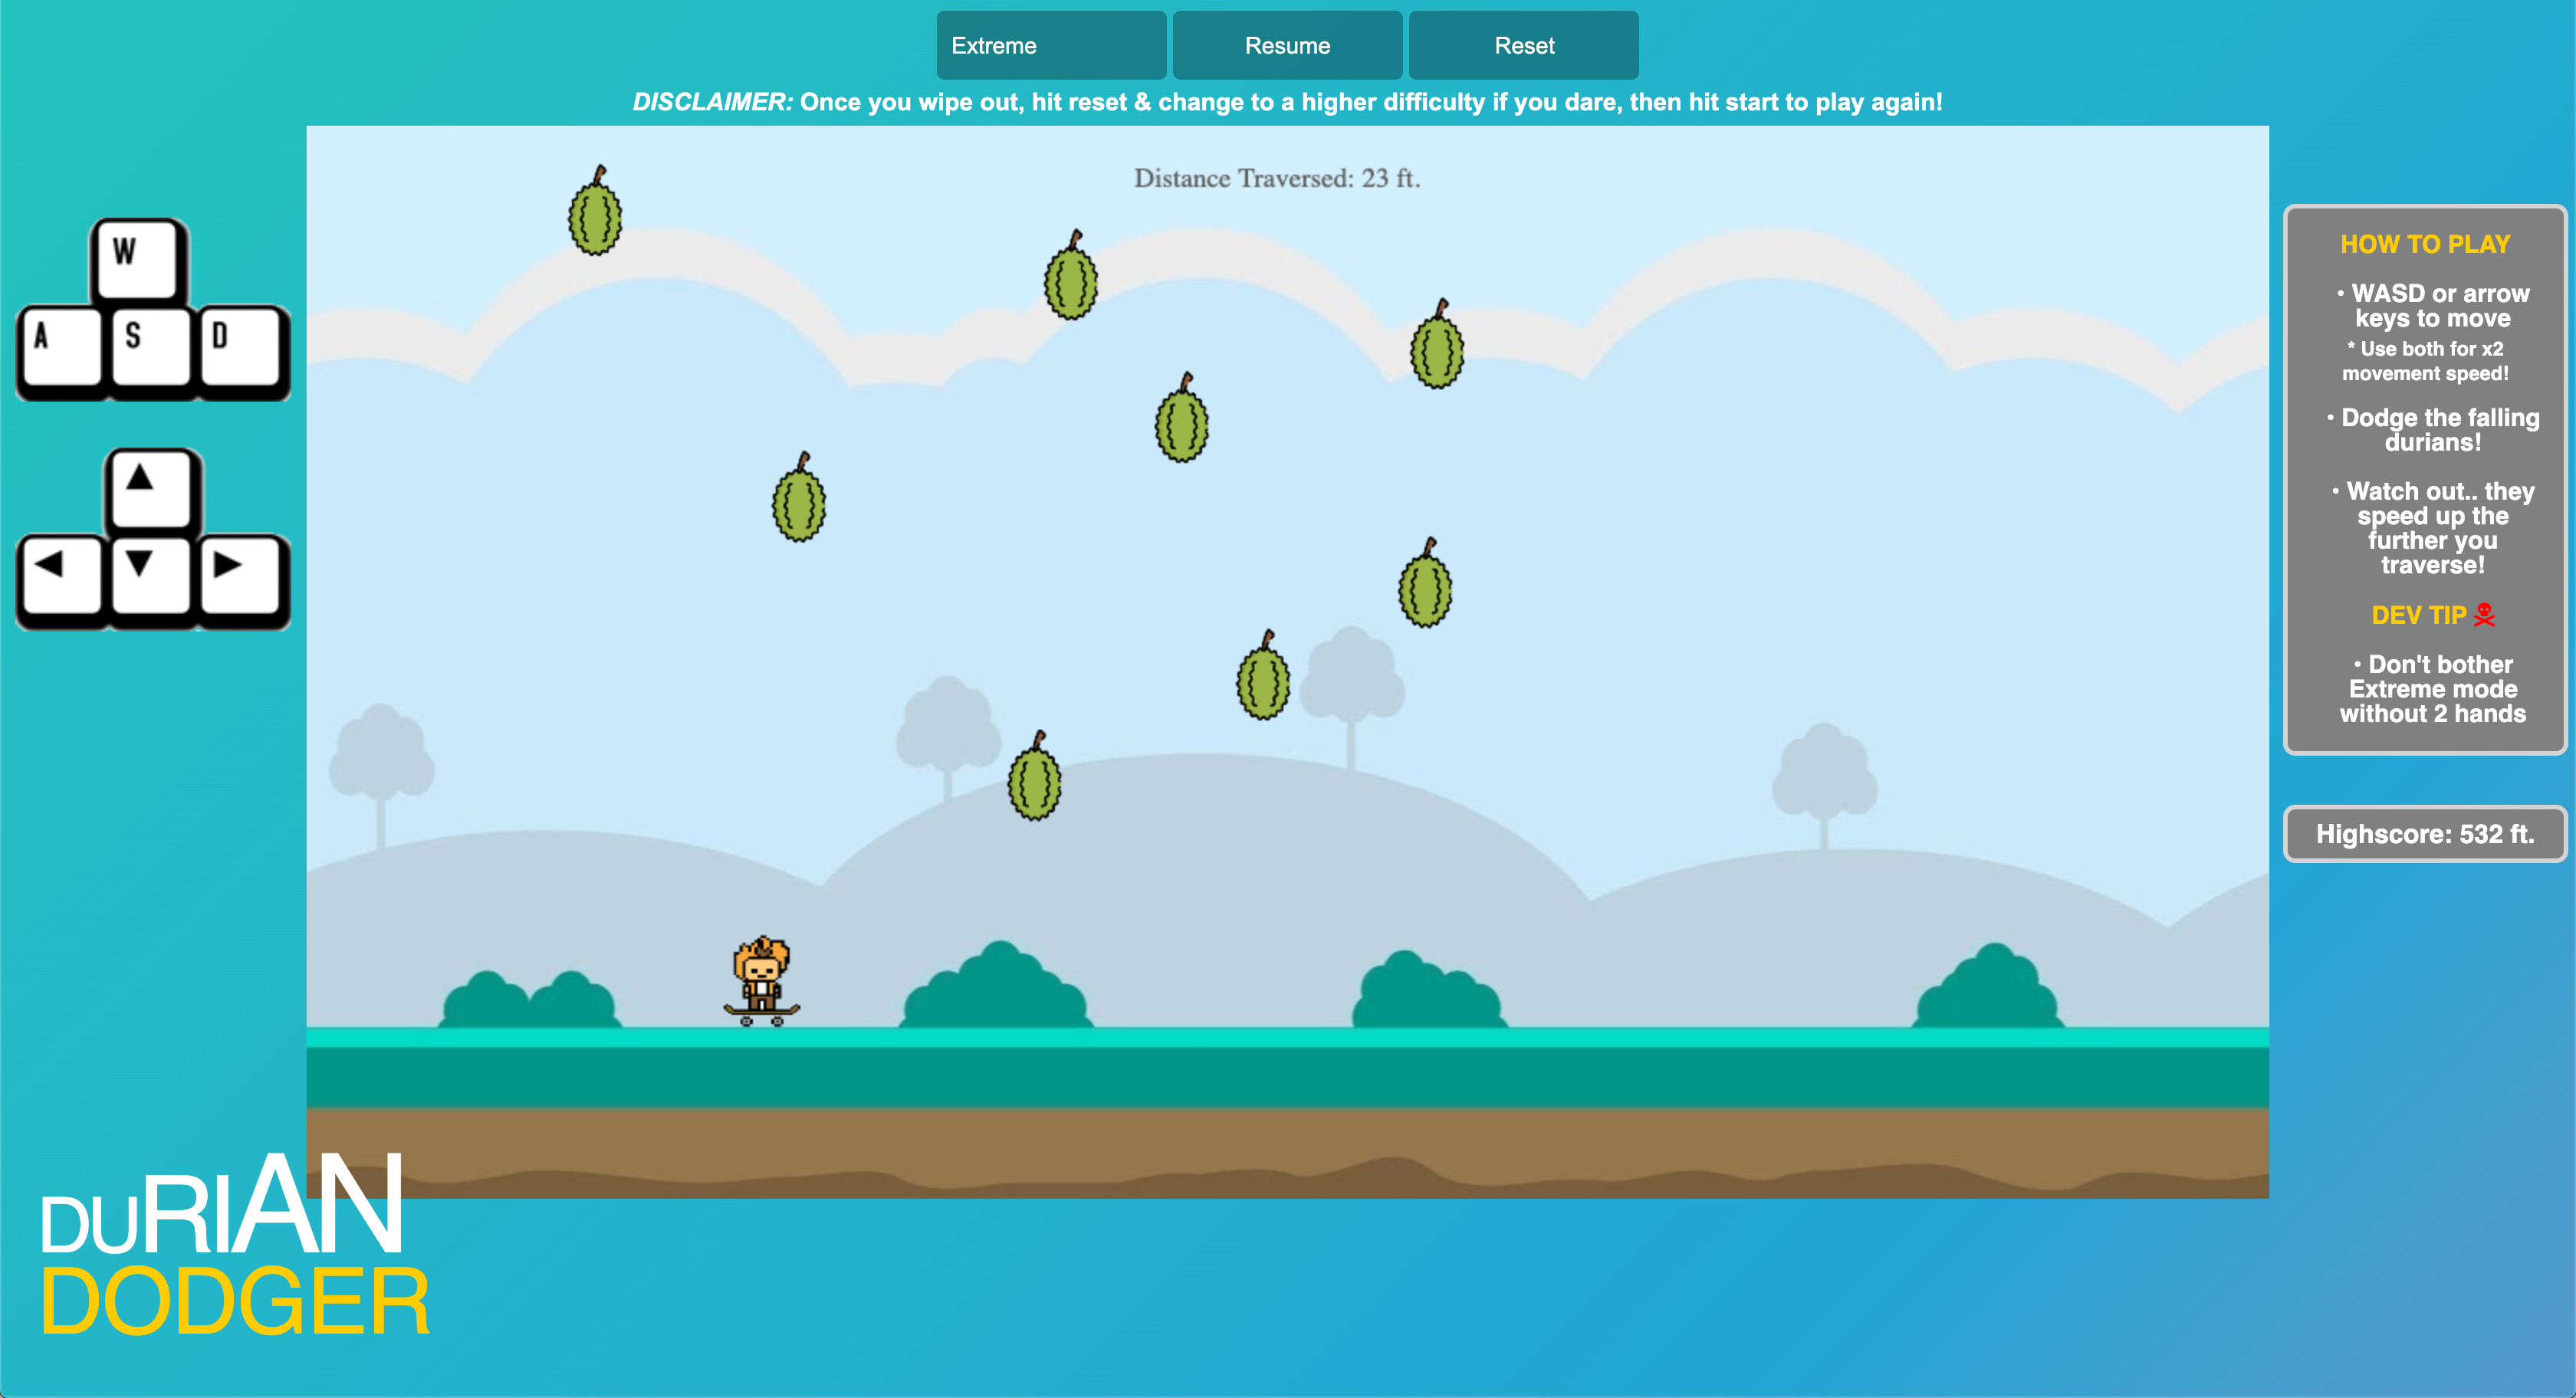 Extreme
Resume
Reset
DISCLAIMER: Once you wipe out, hit reset & change to a higher difficulty if you dare, then hit start to play again!
Distance Traversed: 23 ft.
W
A S D
▲
◀ ▼ ▶
HOW TO PLAY
• WASD or arrow
keys to move
* Use both for x2
movement speed!
• Dodge the falling
durians!
• Watch out.. they
speed up the
further you
traverse!
DEV TIP ☠
• Don't bother
Extreme mode
without 2 hands
Highscore: 532 ft.
DURIAN
DODGER